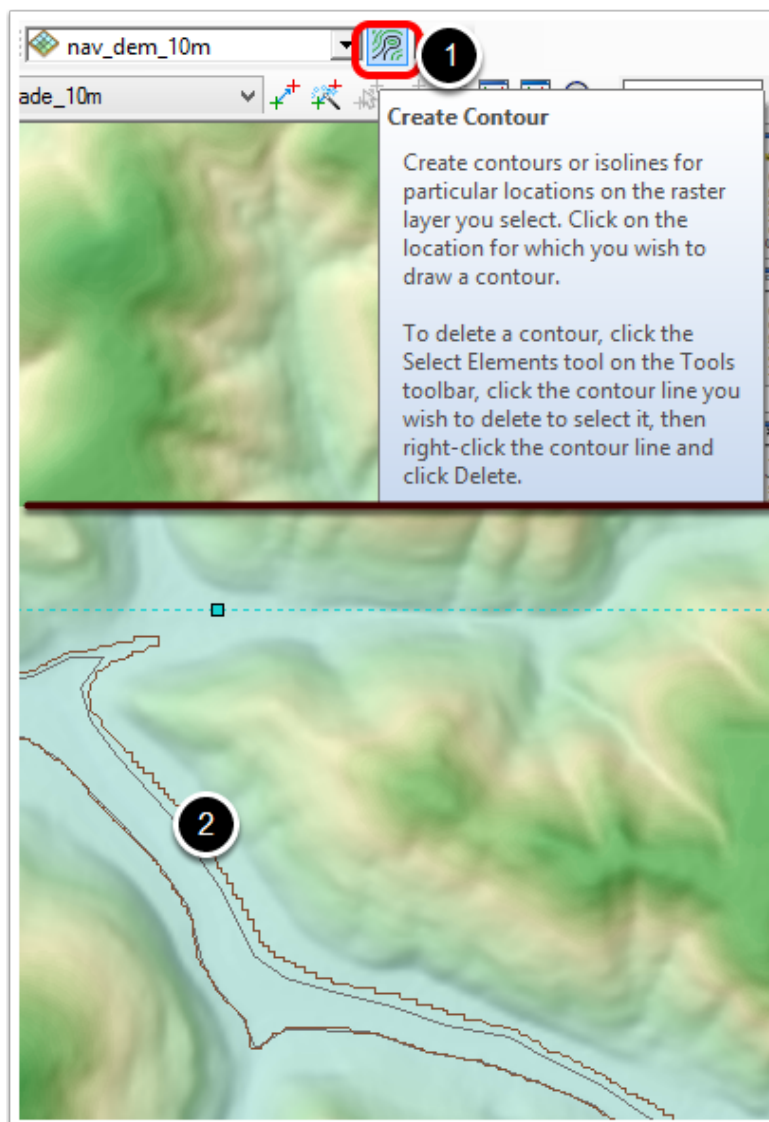 nav_dem_10m
1
ade_10m
Create Contour
Create contours or isolines for
particular locations on the raster
layer you select. Click on the
location for which you wish to
draw a contour.
To delete a contour, click the
Select Elements tool on the Tools
toolbar, click the contour line you
wish to delete to select it, then
right-click the contour line and
click Delete.
2